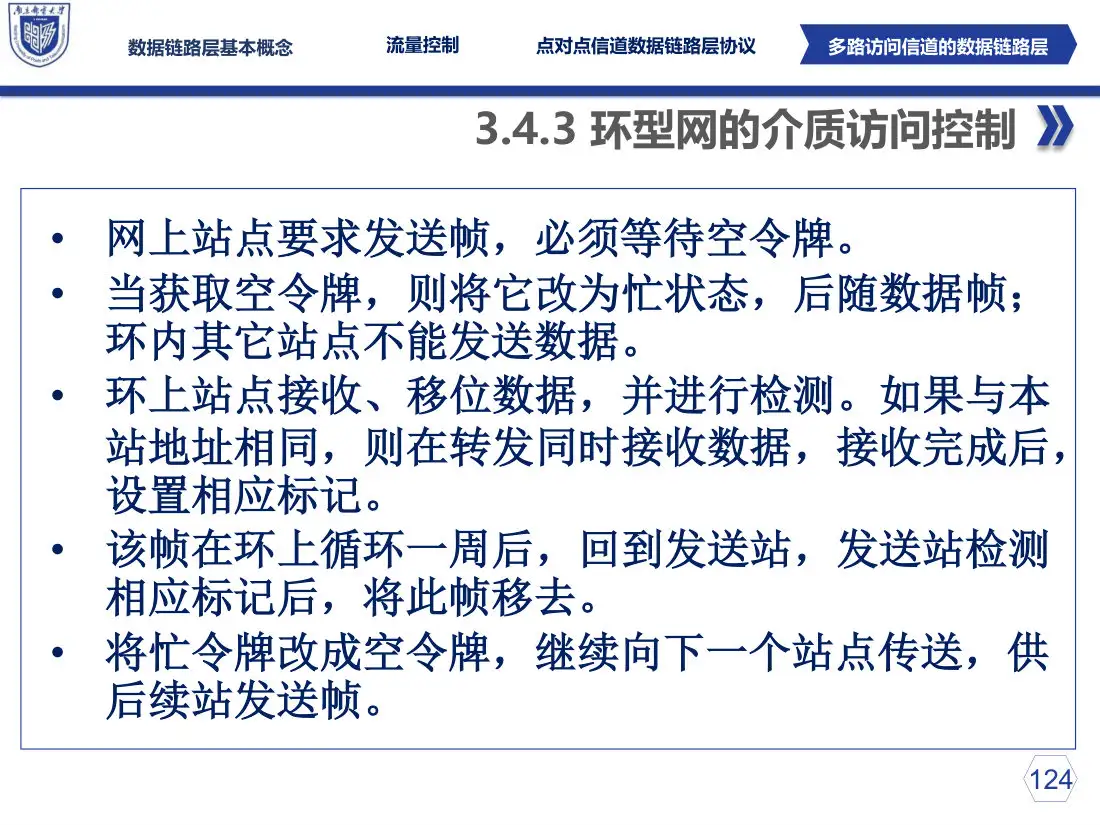 南京邮电大学
数据链路层基本概念
流量控制
点对点信道数据链路层协议
多路访问信道的数据链路层
3.4.3 环型网的介质访问控制
• 网上站点要求发送帧，必须等待空令牌。
• 当获取空令牌，则将它改为忙状态，后随数据帧；
环内其它站点不能发送数据。
• 环上站点接收、移位数据，并进行检测。如果与本
站地址相同，则在转发同时接收数据，接收完成后，
设置相应标记。
• 该帧在环上循环一周后，回到发送站，发送站检测
相应标记后，将此帧移去。
• 将忙令牌改成空令牌，继续向下一个站点传送，供
后续站发送帧。
124